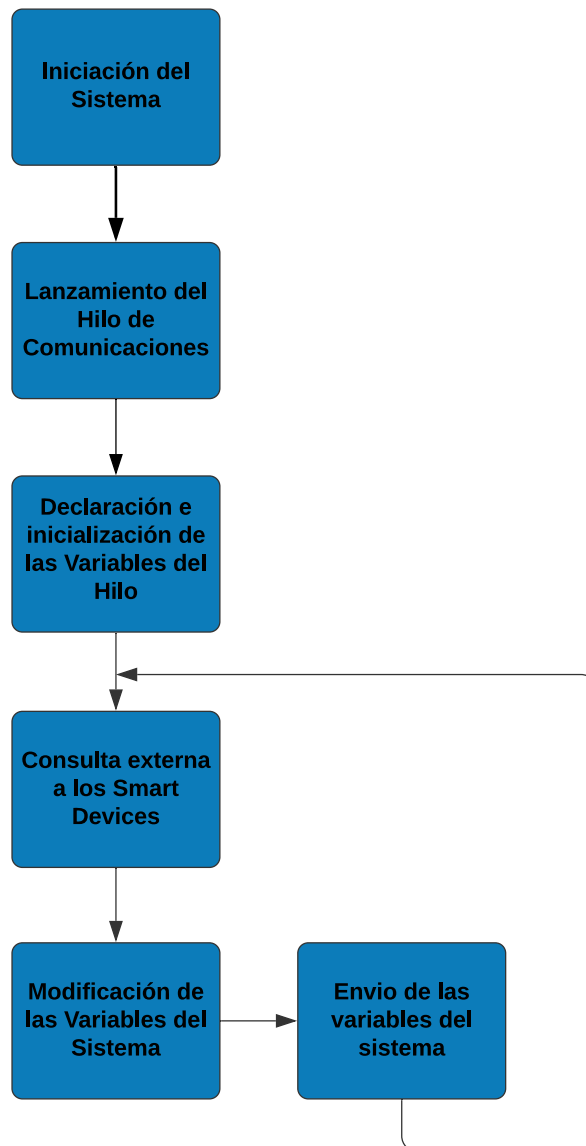 Iniciación del
Sistema
Lanzamiento del
Hilo de
Comunicaciones
Declaración e
inicialización de
las Variables del
Hilo
Consulta externa
a los Smart
Devices
Modificación de
las Variables del
Sistema
Envio de las
variables del
sistema